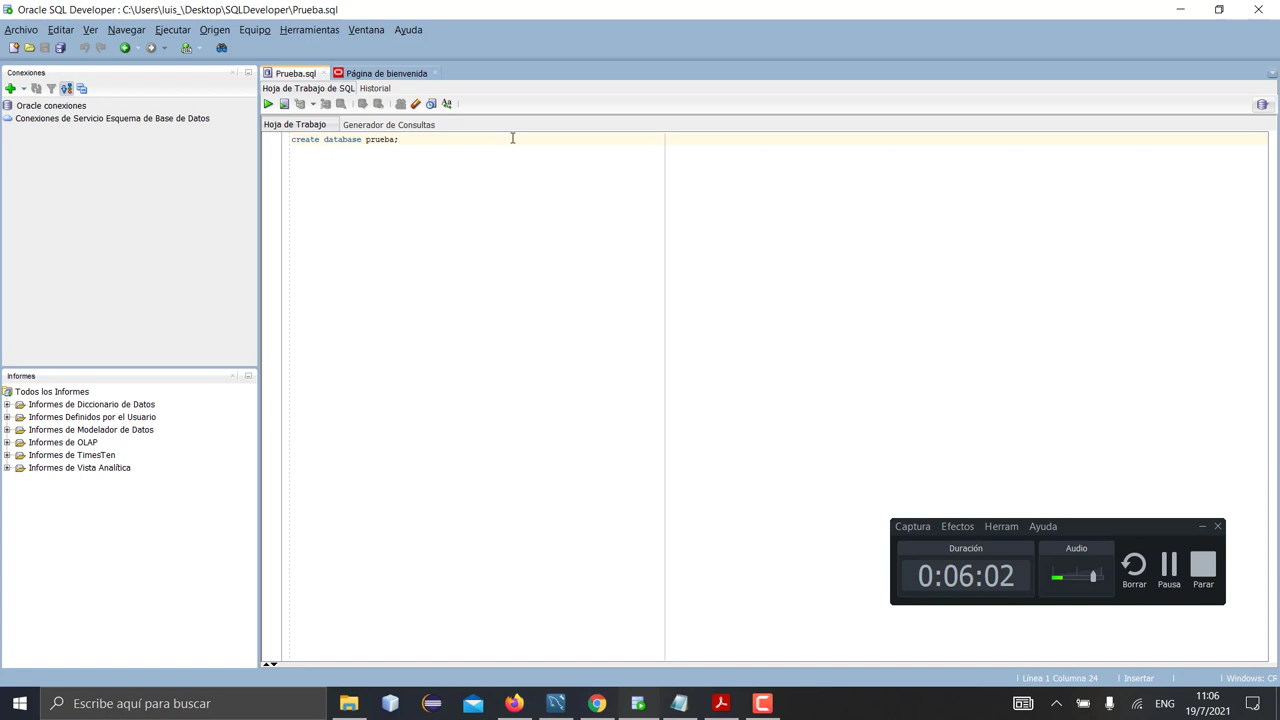 Oracle SQL Developer : C:\Users\luis_\Desktop\SQLDeveloper\Prueba.sql
Archivo Editar Ver Navegar Ejecutar Origen Equipo Herramientas Ventana Ayuda
Conexiones
Prueba.sql Página de bienvenida
Hoja de Trabajo de SQL Historial
Oracle conexiones
Conexiones de Servicio Esquema de Base de Datos
Hoja de Trabajo Generador de Consultas
create database prueba;
Informes
Todos los Informes
Informes de Diccionario de Datos
Informes Definidos por el Usuario
Informes de Modelador de Datos
Informes de OLAP
Informes de TimesTen
Informes de Vista Analítica
Captura Efectos Herram Ayuda
Duración Audio
0:06:02
Borrar Pausa Parar
Línea 1 Columna 24 Insertar Windows: CR
Escribe aquí para buscar
ENG
11:06
19/7/2021